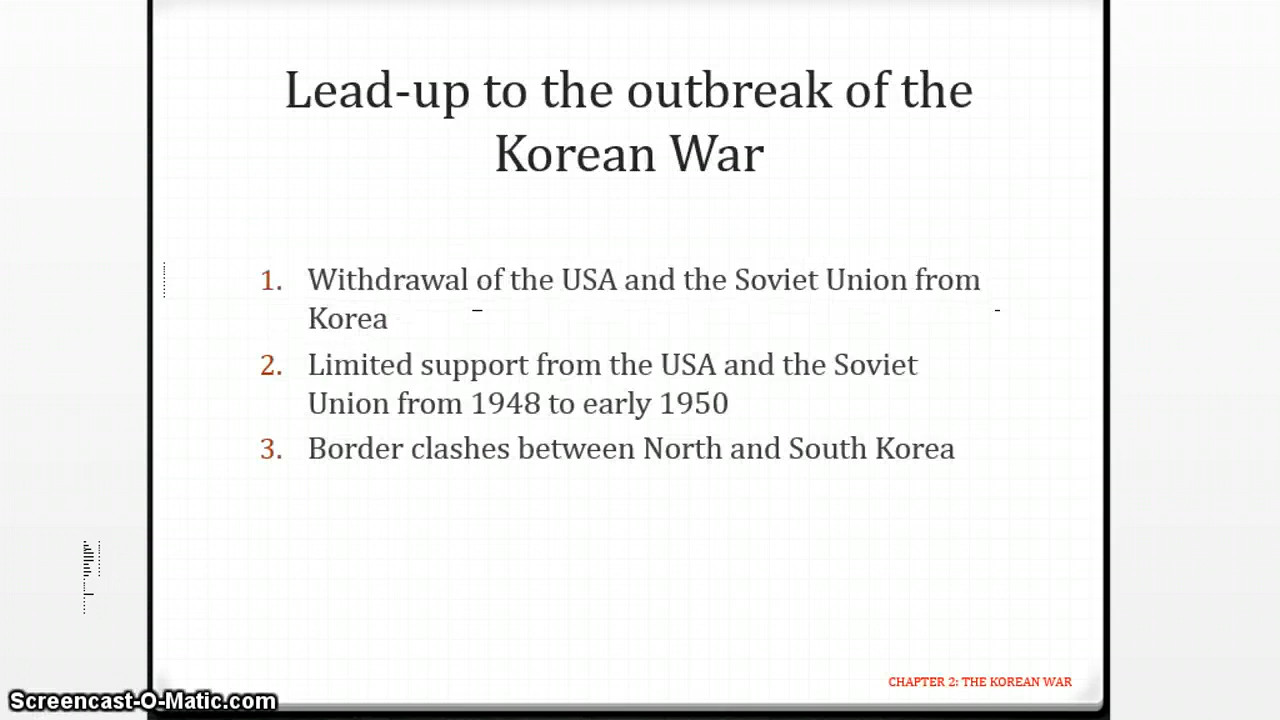 Lead-up to the outbreak of the
Korean War
1. Withdrawal of the USA and the Soviet Union from
Korea
2. Limited support from the USA and the Soviet
Union from 1948 to early 1950
3. Border clashes between North and South Korea
CHAPTER 2: THE KOREAN WAR
Screencast-O-Matic.com